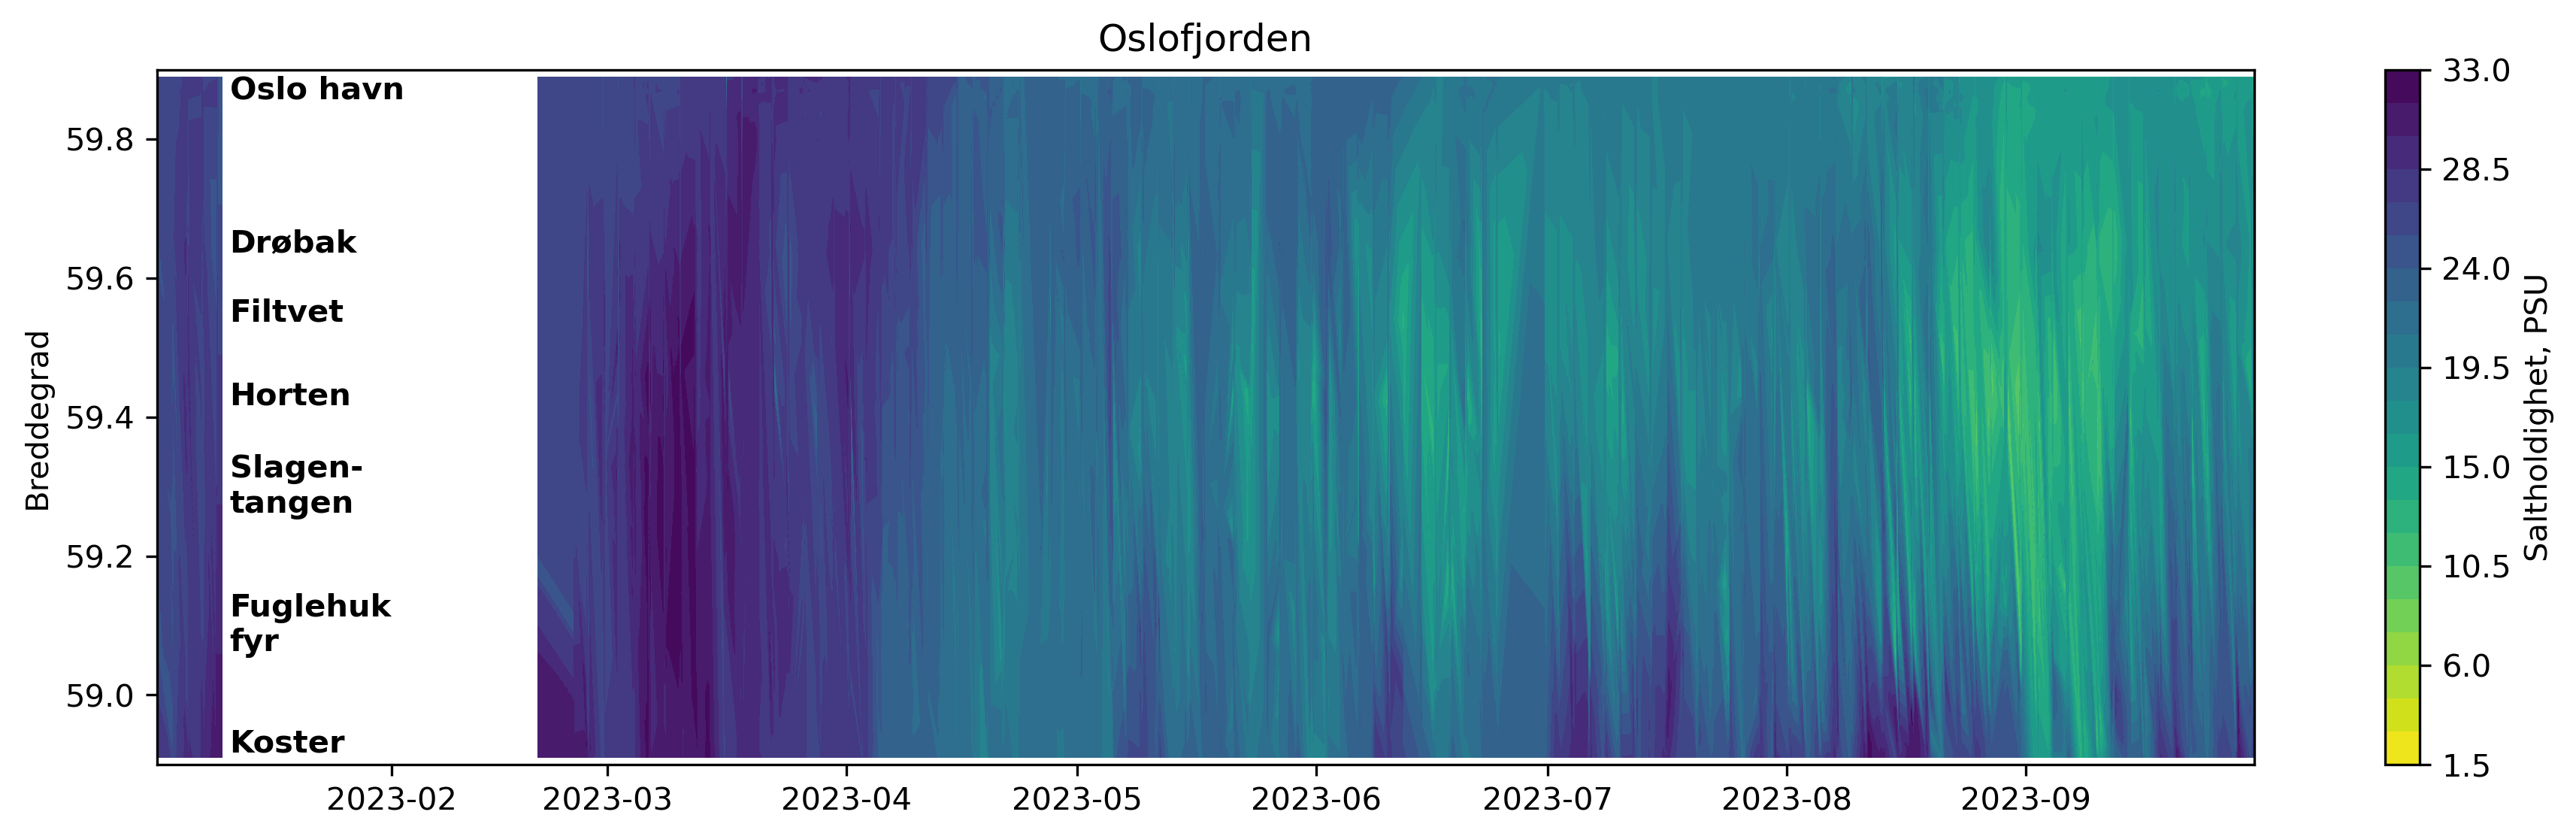 Oslofjorden
Breddegrad
59.8
59.6
59.4
59.2
59.0
Oslo havn
Drøbak
Filtvet
Horten
Slagen-
tangen
Fuglehuk
fyr
Koster
2023-02
2023-03
2023-04
2023-05
2023-06
2023-07
2023-08
2023-09
33.0
28.5
24.0
19.5
15.0
10.5
6.0
1.5
Saltholdighet, PSU